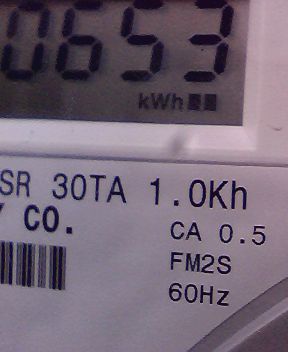 0653
kWh
SR 30TA 1.0Kh
CO.
CA 0.5
FM2S
60Hz